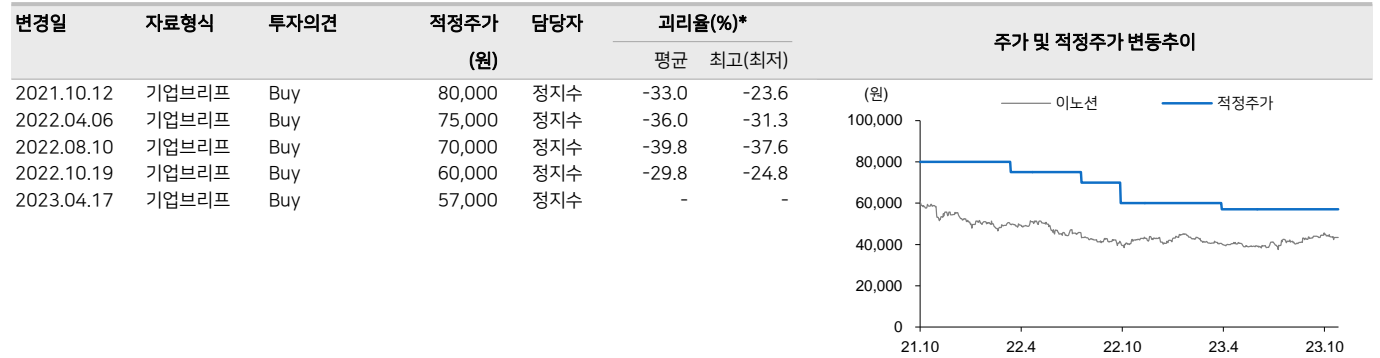 변경일 자료형식 투자의견 적정주가 담당자 괴리율(%)* 주가 및 적정주가 변동추이
(원) 평균 최고(최저)
2021.10.12 기업브리프 Buy 80,000 정지수 -33.0 -23.6
2022.04.06 기업브리프 Buy 75,000 정지수 -36.0 -31.3
2022.08.10 기업브리프 Buy 70,000 정지수 -39.8 -37.6
2022.10.19 기업브리프 Buy 60,000 정지수 -29.8 -24.8
2023.04.17 기업브리프 Buy 57,000 정지수 - -
(원) 이노션 적정주가
100,000
80,000
60,000
40,000
20,000
0
21.10 22.4 22.10 23.4 23.10